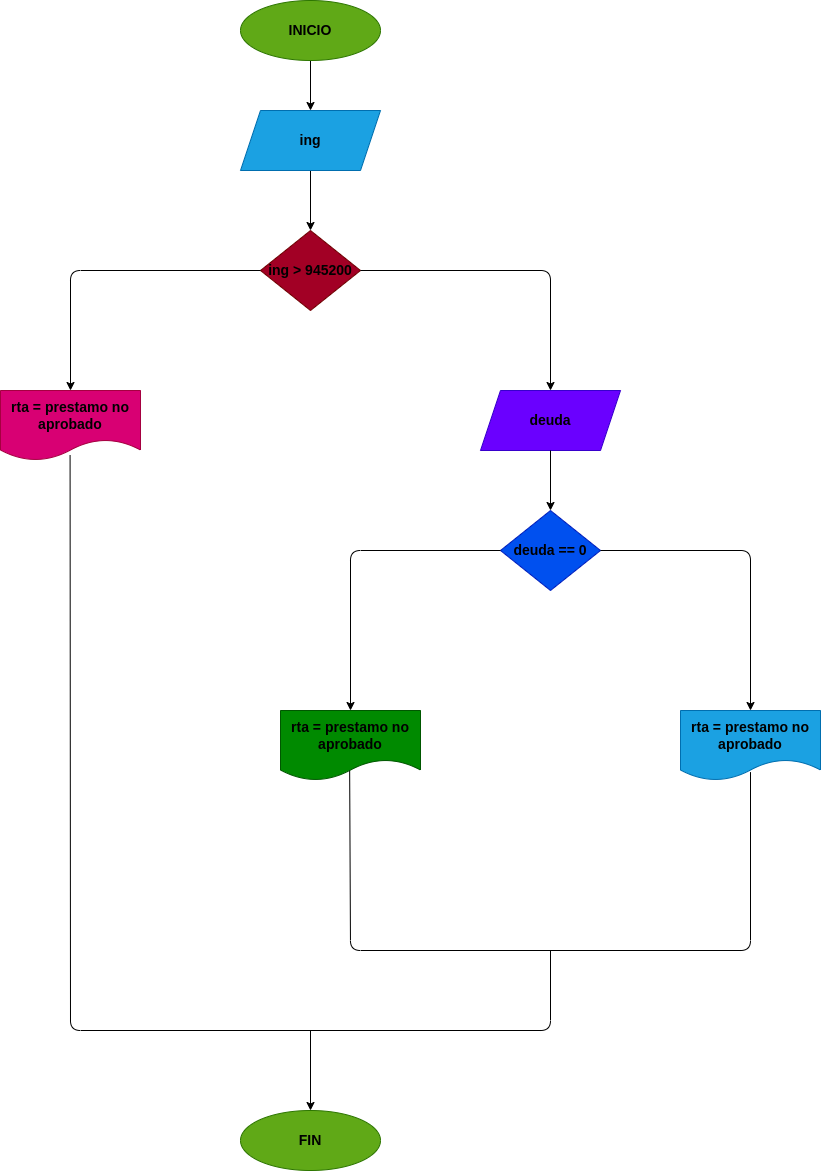 INICIO
ing
ing > 945200
rta = prestamo no
aprobado
deuda
deuda == 0
rta = prestamo no
aprobado
rta = prestamo no
aprobado
FIN